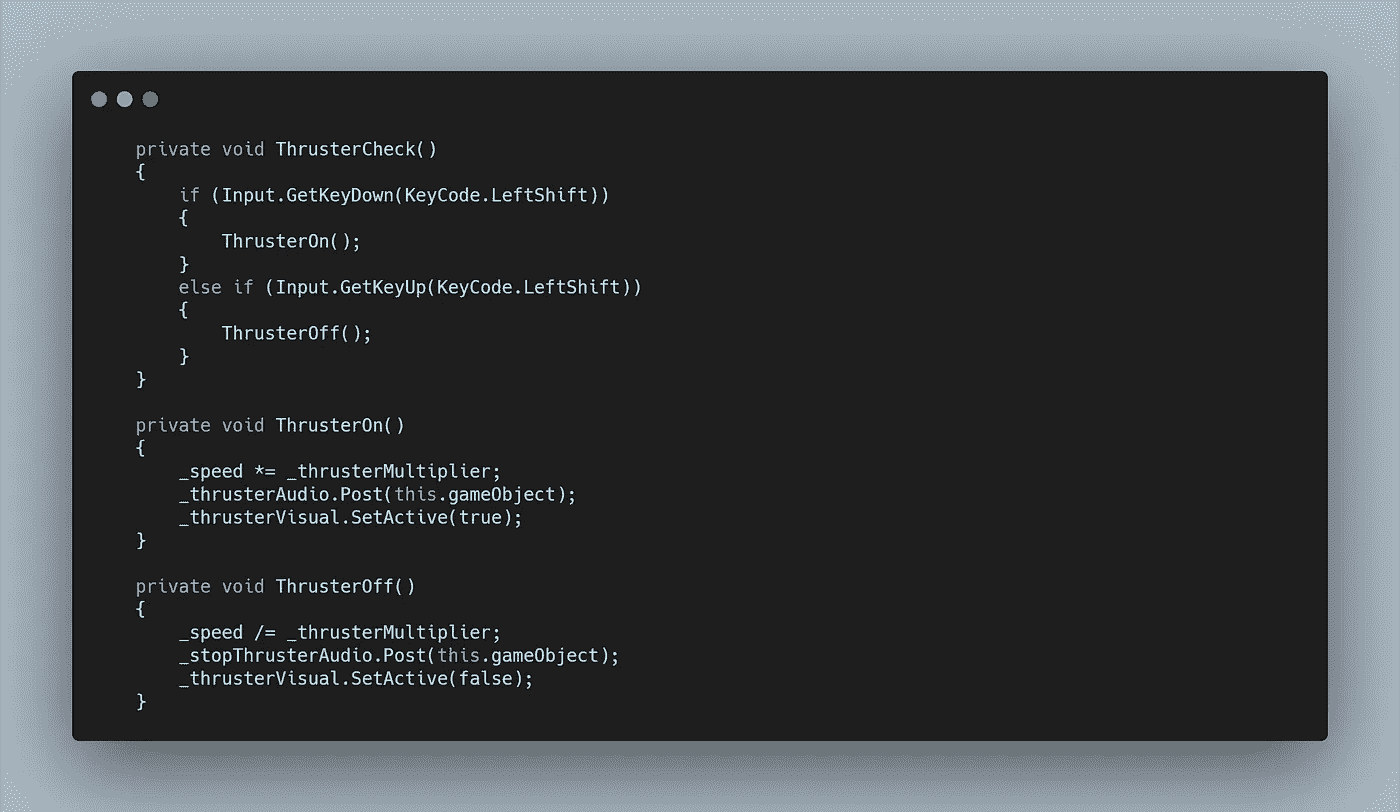 private void ThrusterCheck()
{
    if (Input.GetKeyDown(KeyCode.LeftShift))
    {
        ThrusterOn();
    }
    else if (Input.GetKeyUp(KeyCode.LeftShift))
    {
        ThrusterOff();
    }
}

private void ThrusterOn()
{
    _speed *= _thrusterMultiplier;
    _thrusterAudio.Post(this.gameObject);
    _thrusterVisual.SetActive(true);
}

private void ThrusterOff()
{
    _speed /= _thrusterMultiplier;
    _stopThrusterAudio.Post(this.gameObject);
    _thrusterVisual.SetActive(false);
}